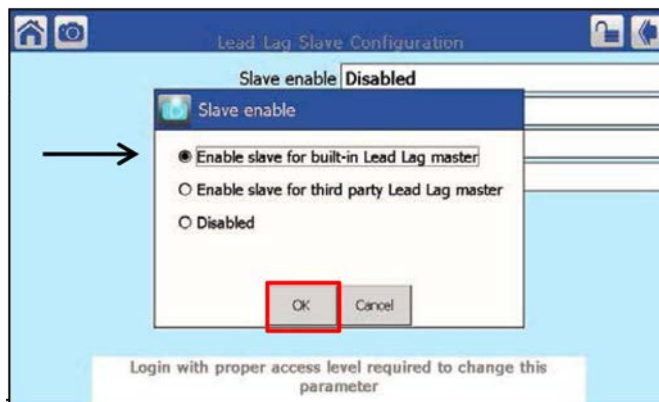 Lead Lag Slave Configuration
Slave enable Disabled
Slave enable
Enable slave for built-in Lead Lag master
Enable slave for third party Lead Lag master
Disabled
OK Cancel
Login with proper access level required to change this
parameter